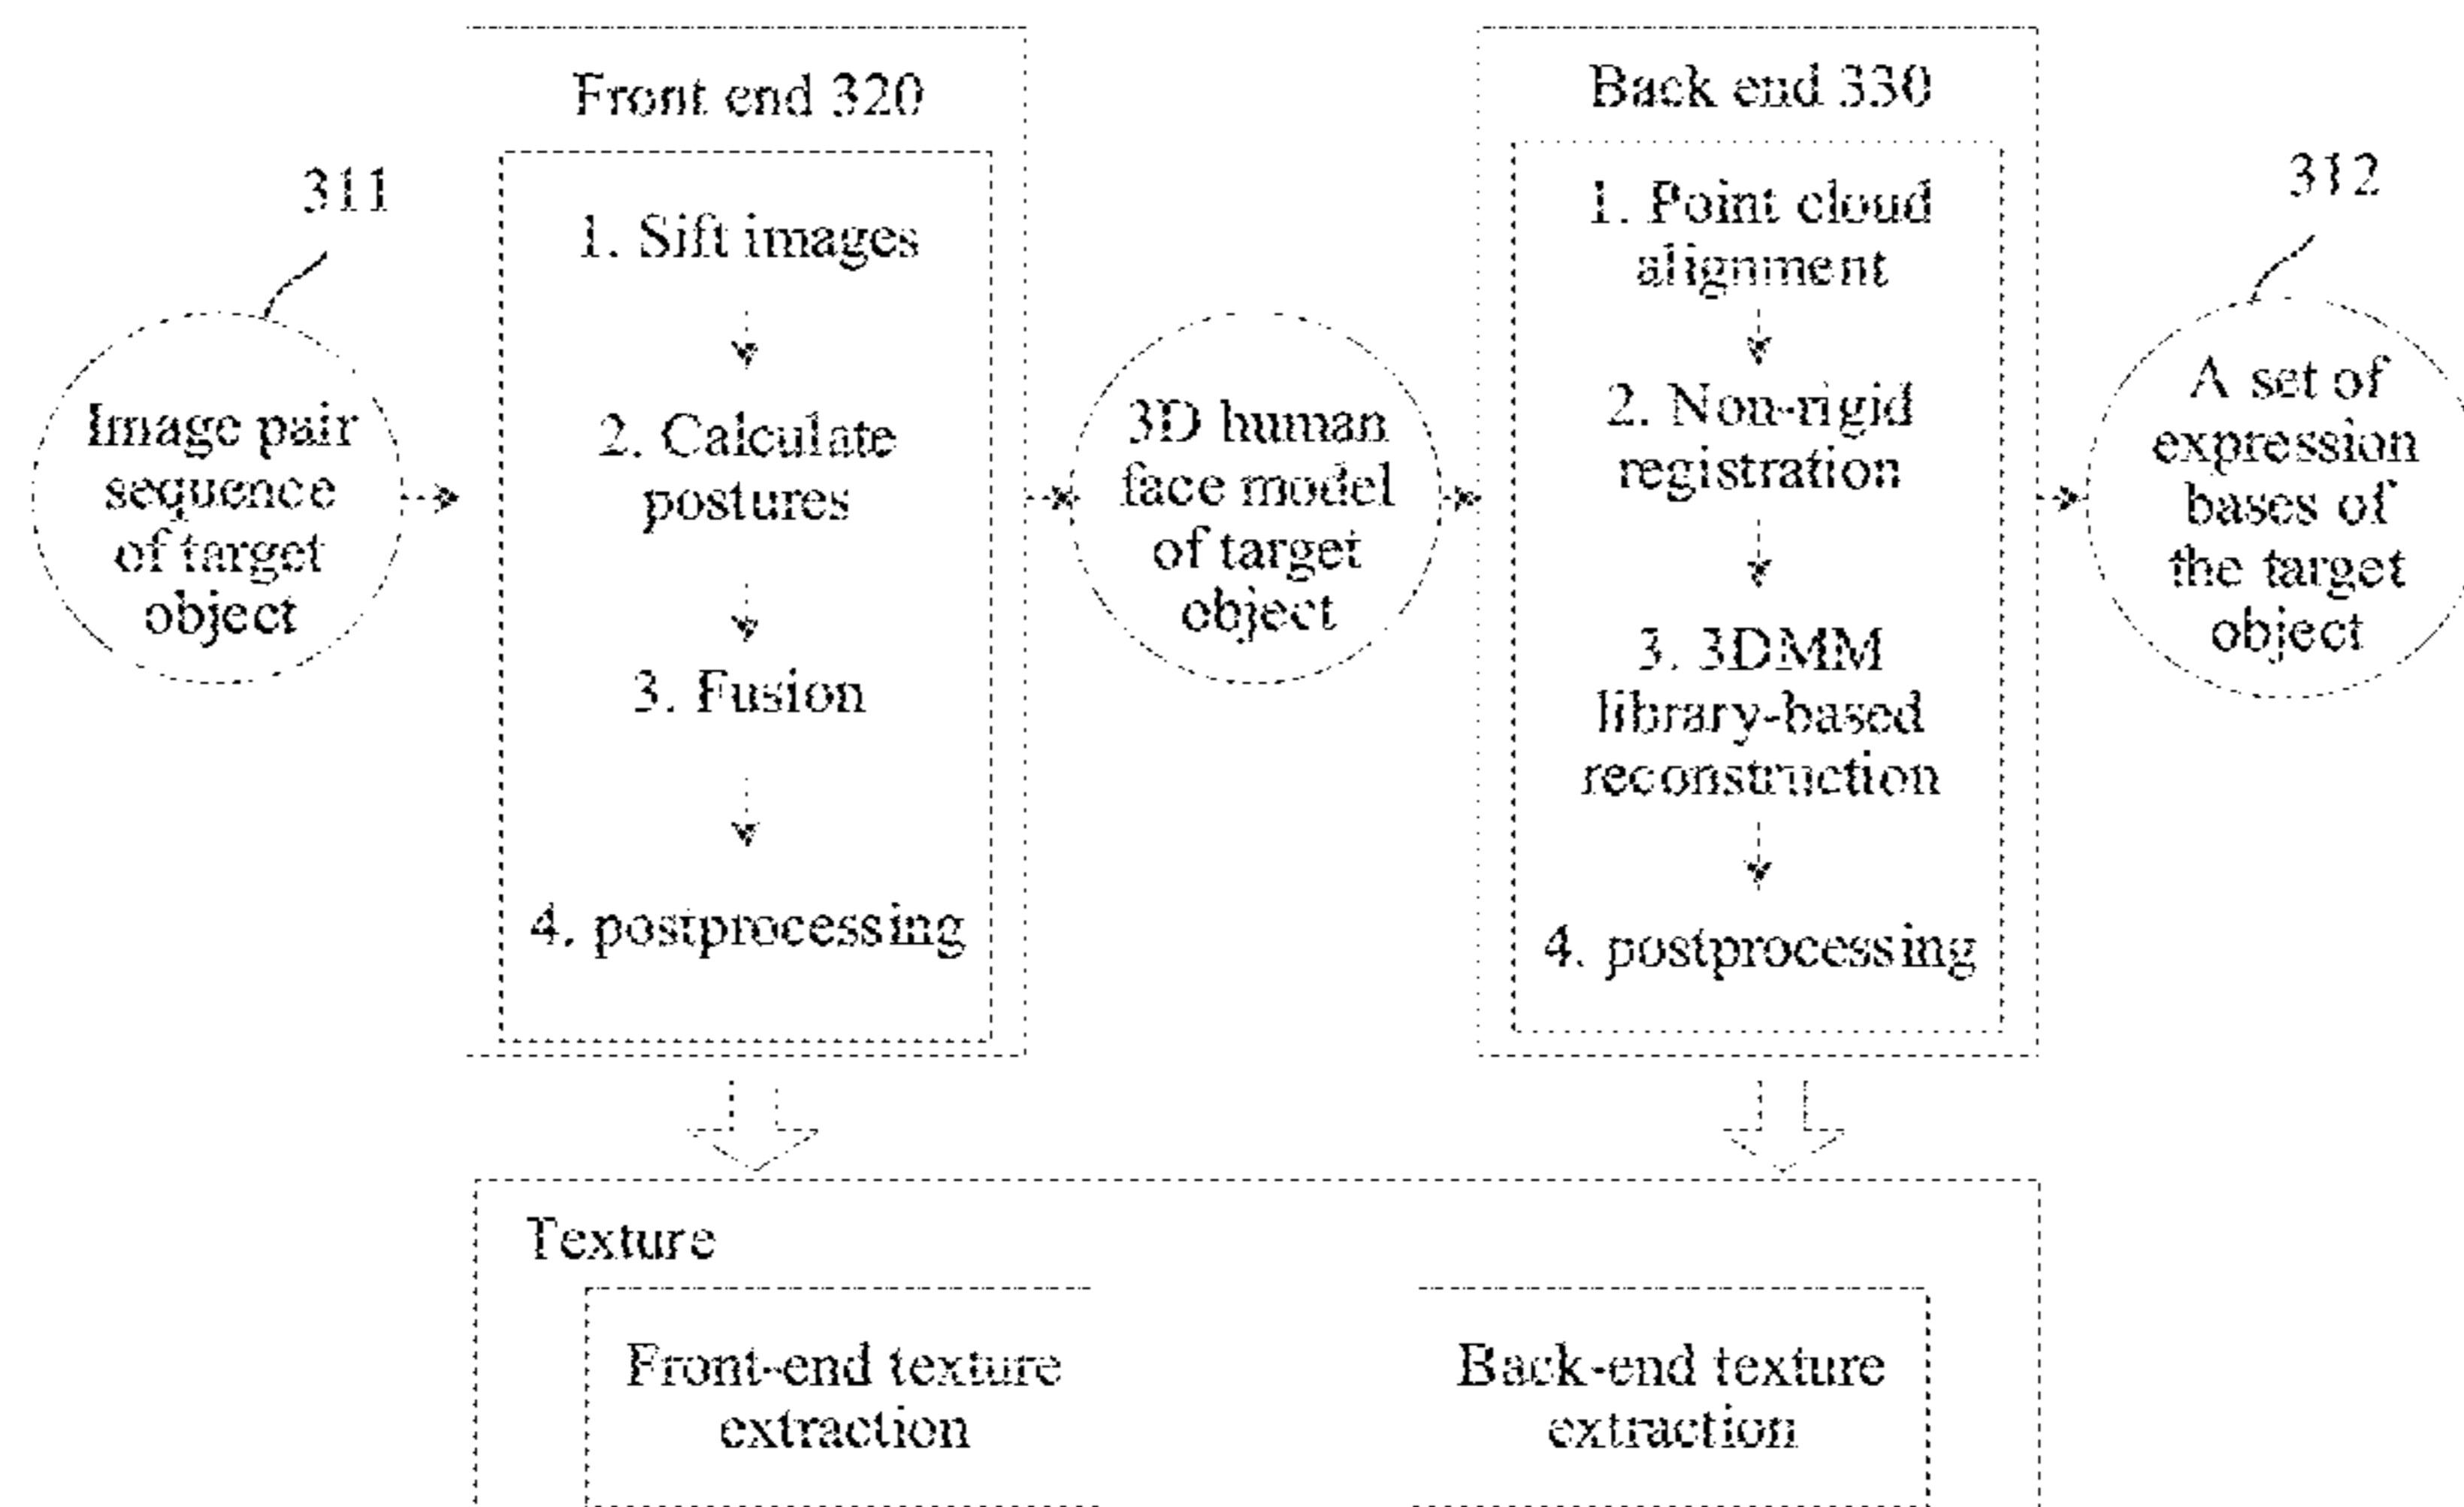 311
Image pair
sequence
of target
object
Front end 320
1. Sift images
2. Calculate
postures
3. Fusion
4. postprocessing
3D human
face model
of target
object
Back end 330
1. Point cloud
alignment
2. Non-rigid
registration
3. 3DMM
library-based
reconstruction
4. postprocessing
312
A set of
expression
bases of
the target
object
Texture
Front-end texture
extraction
Back-end texture
extraction